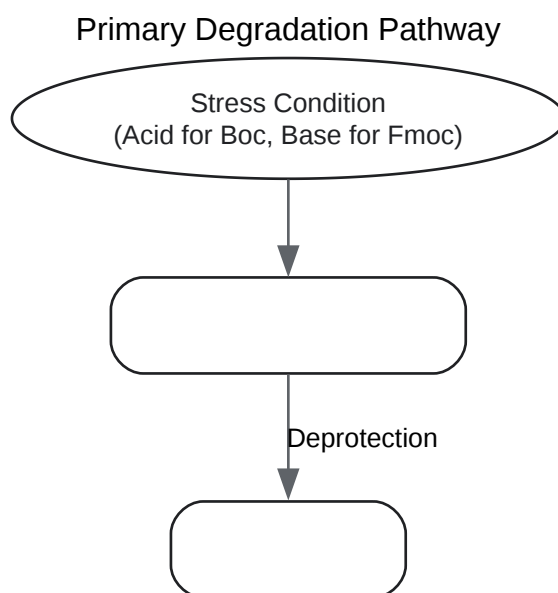 Primary Degradation Pathway
Stress Condition
(Acid for Boc, Base for Fmoc)
Deprotection